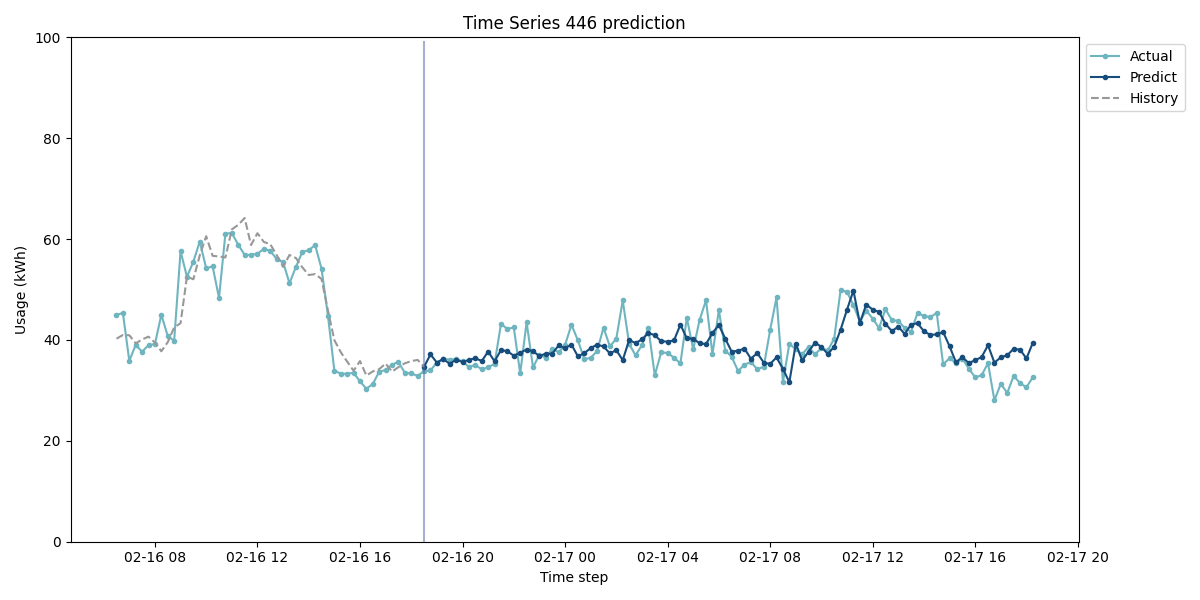 Time Series 446 prediction
100
80
60
40
20
0
Usage (kWh)
02-16 08
02-16 12
02-16 16
02-16 20
02-17 00
02-17 04
02-17 08
02-17 12
02-17 16
02-17 20
Time step
Actual
Predict
History